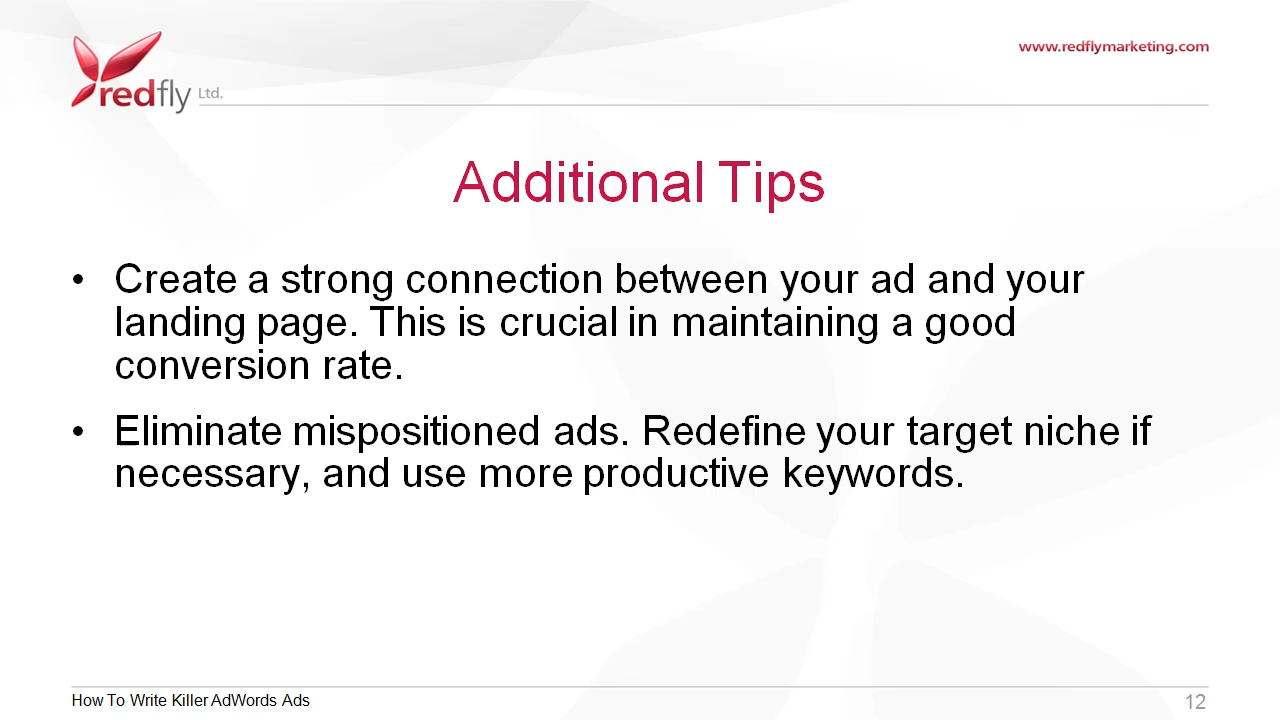 www.redflymarketing.com
redfly Ltd.
Additional Tips
• Create a strong connection between your ad and your
landing page. This is crucial in maintaining a good
conversion rate.
• Eliminate mispositioned ads. Redefine your target niche if
necessary, and use more productive keywords.
How To Write Killer AdWords Ads
12